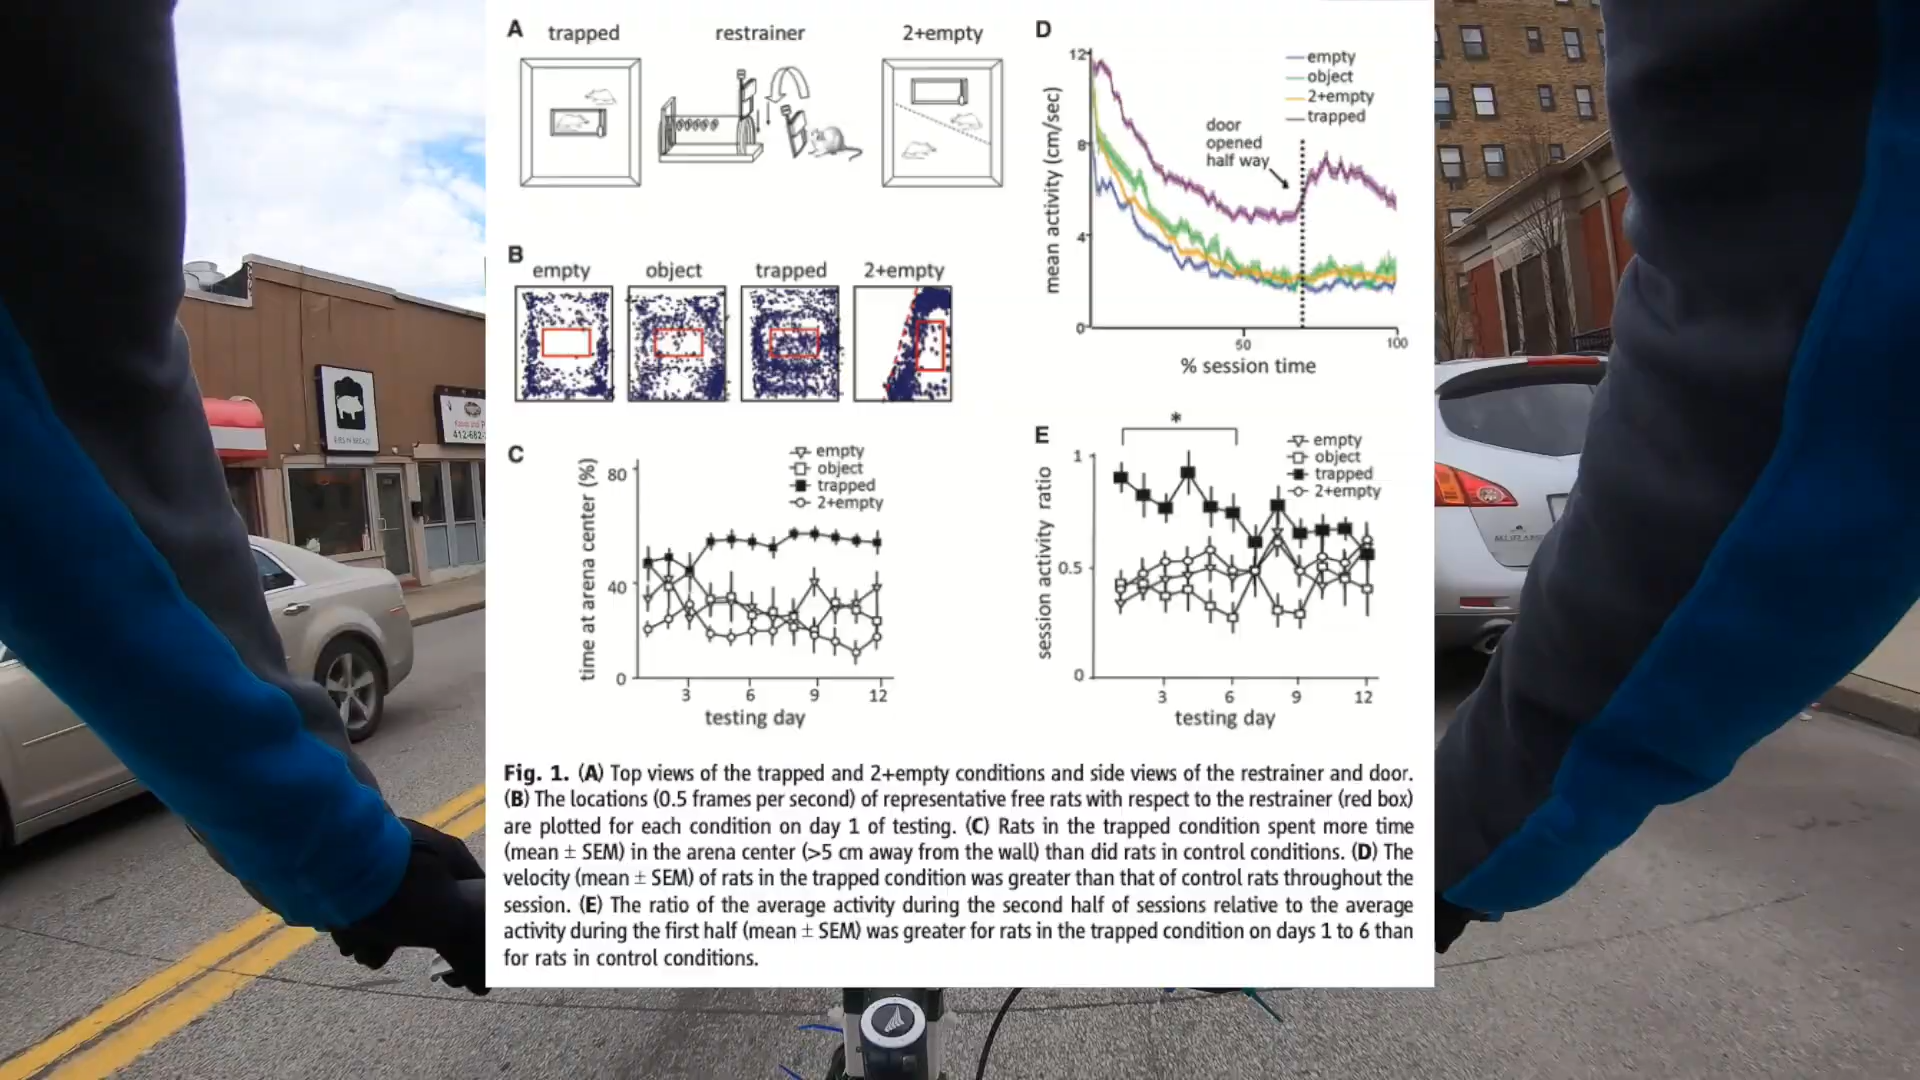 A
trapped
restrainer
2+empty
B
empty
object
trapped
2+empty
C
time at arena center (%)
80
40
0
3
6
9
12
testing day
empty
object
trapped
2+empty
D
mean activity (cm/sec)
12
8
4
0
50
100
% session time
empty
object
2+empty
trapped
door
opened
half way
E
session activity ratio
1
0.5
0
3
6
9
12
testing day
*
empty
object
trapped
2+empty
Fig. 1. (A) Top views of the trapped and 2+empty conditions and side views of the restrainer and door.
(B) The locations (0.5 frames per second) of representative free rats with respect to the restrainer (red box)
are plotted for each condition on day 1 of testing. (C) Rats in the trapped condition spent more time
(mean ± SEM) in the arena center (>5 cm away from the wall) than did rats in control conditions. (D) The
velocity (mean ± SEM) of rats in the trapped condition was greater than that of control rats throughout the
session. (E) The ratio of the average activity during the second half of sessions relative to the average
activity during the first half (mean ± SEM) was greater for rats in the trapped condition on days 1 to 6 than
for rats in control conditions.